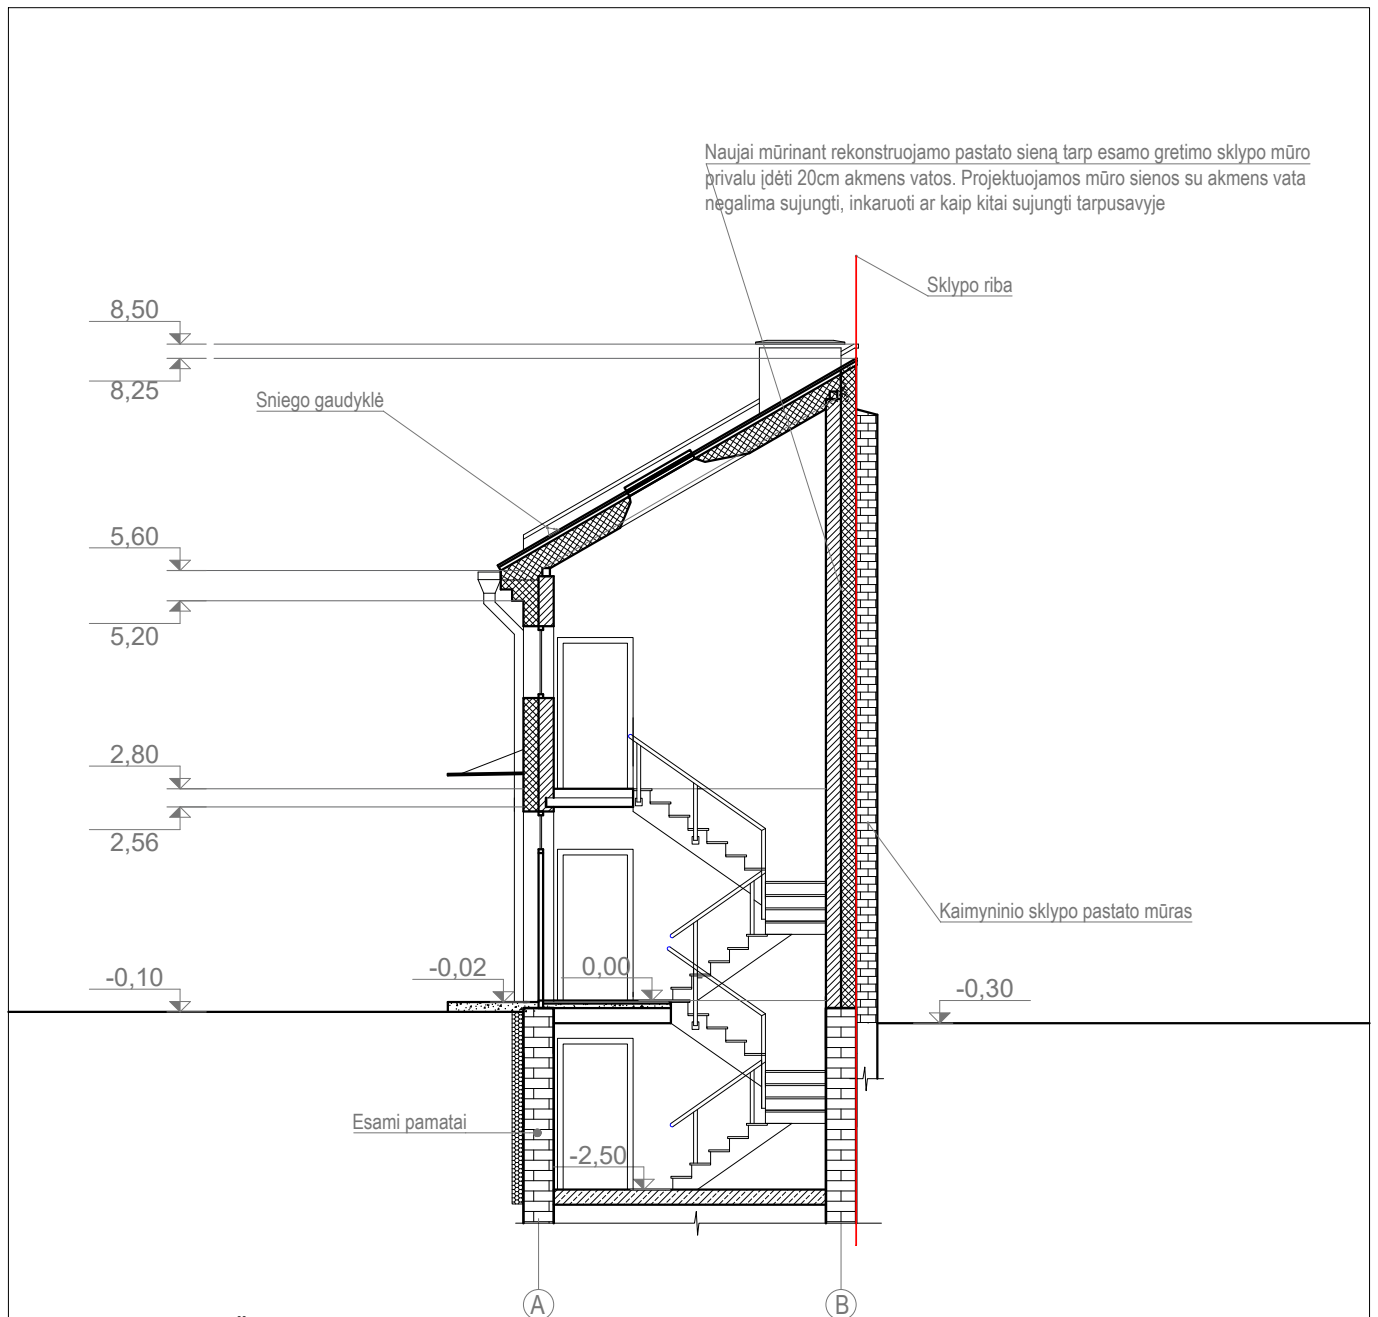 Naujai mūrinant rekonstruojamo pastato sieną tarp esamo gretimo sklypo mūro
privalu įdėti 20cm akmens vatos. Projektuojamos mūro sienos su akmens vata
negalima sujungti, inkaruoti ar kaip kitai sujungti tarpusavyje
Sklypo riba
8,50
8,25
Sniego gaudyklė
5,60
5,20
2,80
2,56
Kaimyninio sklypo pastato mūras
-0,10
-0,02
0,00
-0,30
Esami pamatai
-2,50
A
B